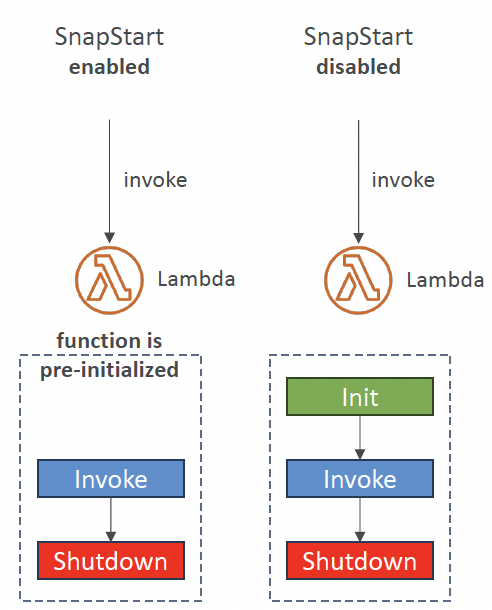 SnapStart
enabled
invoke
Lambda
function is
pre-initialized
Invoke
Shutdown
SnapStart
disabled
invoke
Lambda
Init
Invoke
Shutdown